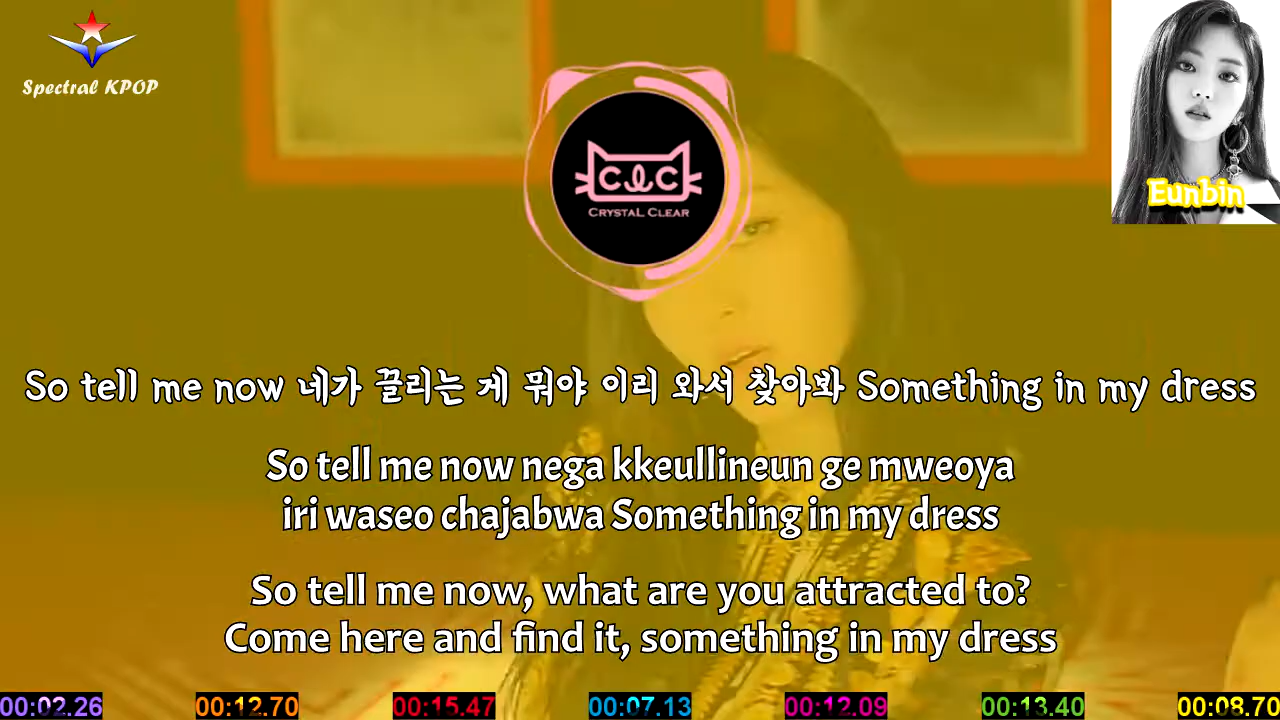 Spectral KPOP
CLC
CRYSTAL CLEAR
Eunbin
So tell me now 네가 끌리는 게 뭐야 이리 와서 찾아봐 Something in my dress
So tell me now nega kkeullineun ge mweoya
iri waseo chajabwa Something in my dress
So tell me now, what are you attracted to?
Come here and find it, something in my dress
00:02.26 00:12.70 00:15.47 00:07.13 00:12.09 00:13.40 00:08.70